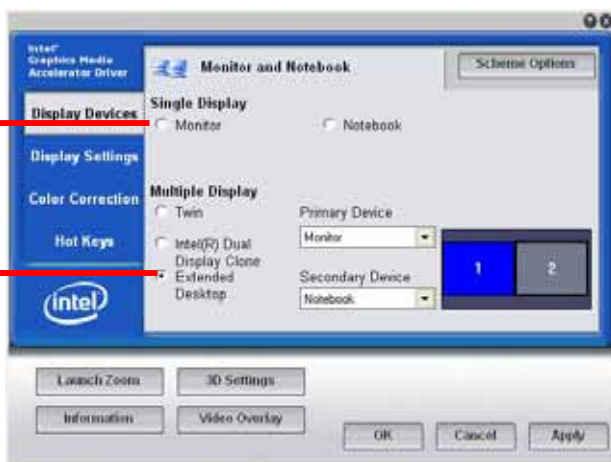 Intel®
Graphics Media
Accelerator Driver
Monitor and Notebook
Scheme Options
Display Devices
Display Settings
Color Correction
Hot Keys
intel
Single Display
Monitor
Notebook
Multiple Display
Twin
Intel(R) Dual
Display Clone
Extended
Desktop
Primary Device
Monitor
Secondary Device
Notebook
1
2
Launch Zoom
3D Settings
Information
Video Overlay
OK
Cancel
Apply